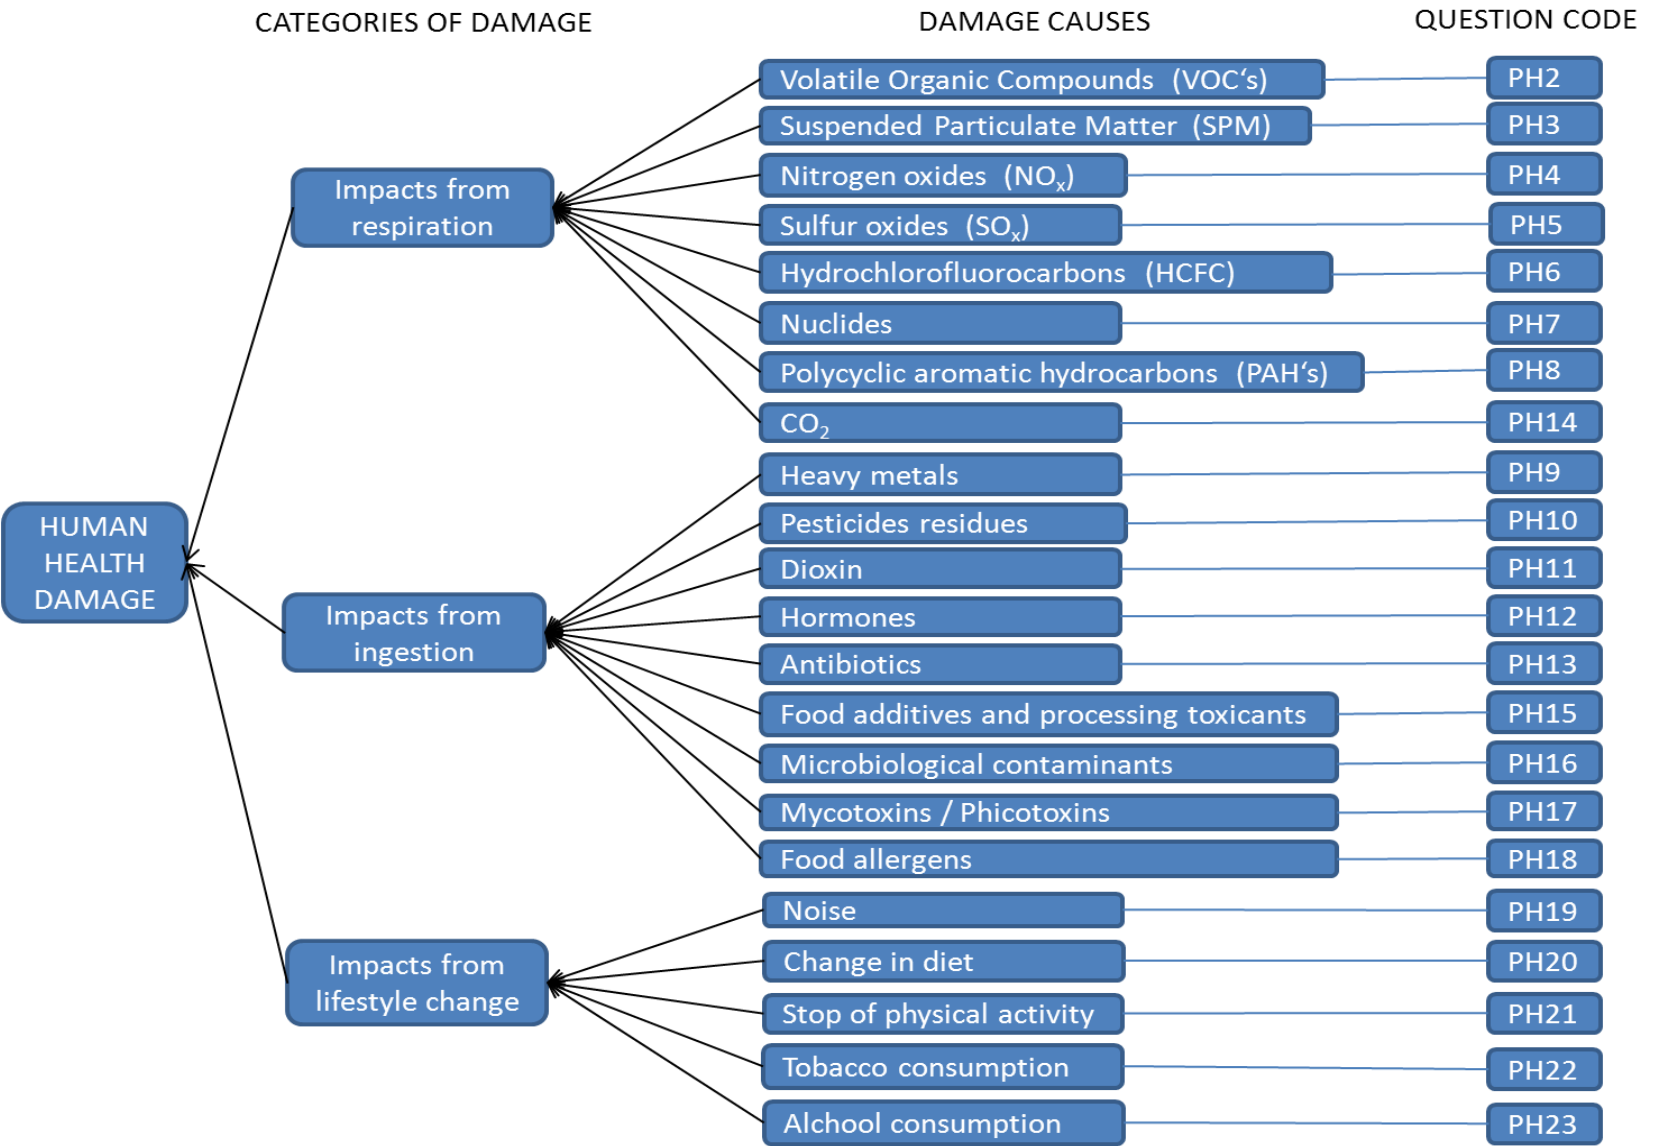 CATEGORIES OF DAMAGE
DAMAGE CAUSES
QUESTION CODE
HUMAN
HEALTH
DAMAGE
Impacts from
respiration
Volatile Organic Compounds (VOC‘s)
PH2
Suspended Particulate Matter (SPM)
PH3
Nitrogen oxides (NOx)
PH4
Sulfur oxides (SOx)
PH5
Hydrochlorofluorocarbons (HCFC)
PH6
Nuclides
PH7
Polycyclic aromatic hydrocarbons (PAH‘s)
PH8
CO2
PH14
Impacts from
ingestion
Heavy metals
PH9
Pesticides residues
PH10
Dioxin
PH11
Hormones
PH12
Antibiotics
PH13
Food additives and processing toxicants
PH15
Microbiological contaminants
PH16
Mycotoxins / Phicotoxins
PH17
Food allergens
PH18
Impacts from
lifestyle change
Noise
PH19
Change in diet
PH20
Stop of physical activity
PH21
Tobacco consumption
PH22
Alchool consumption
PH23